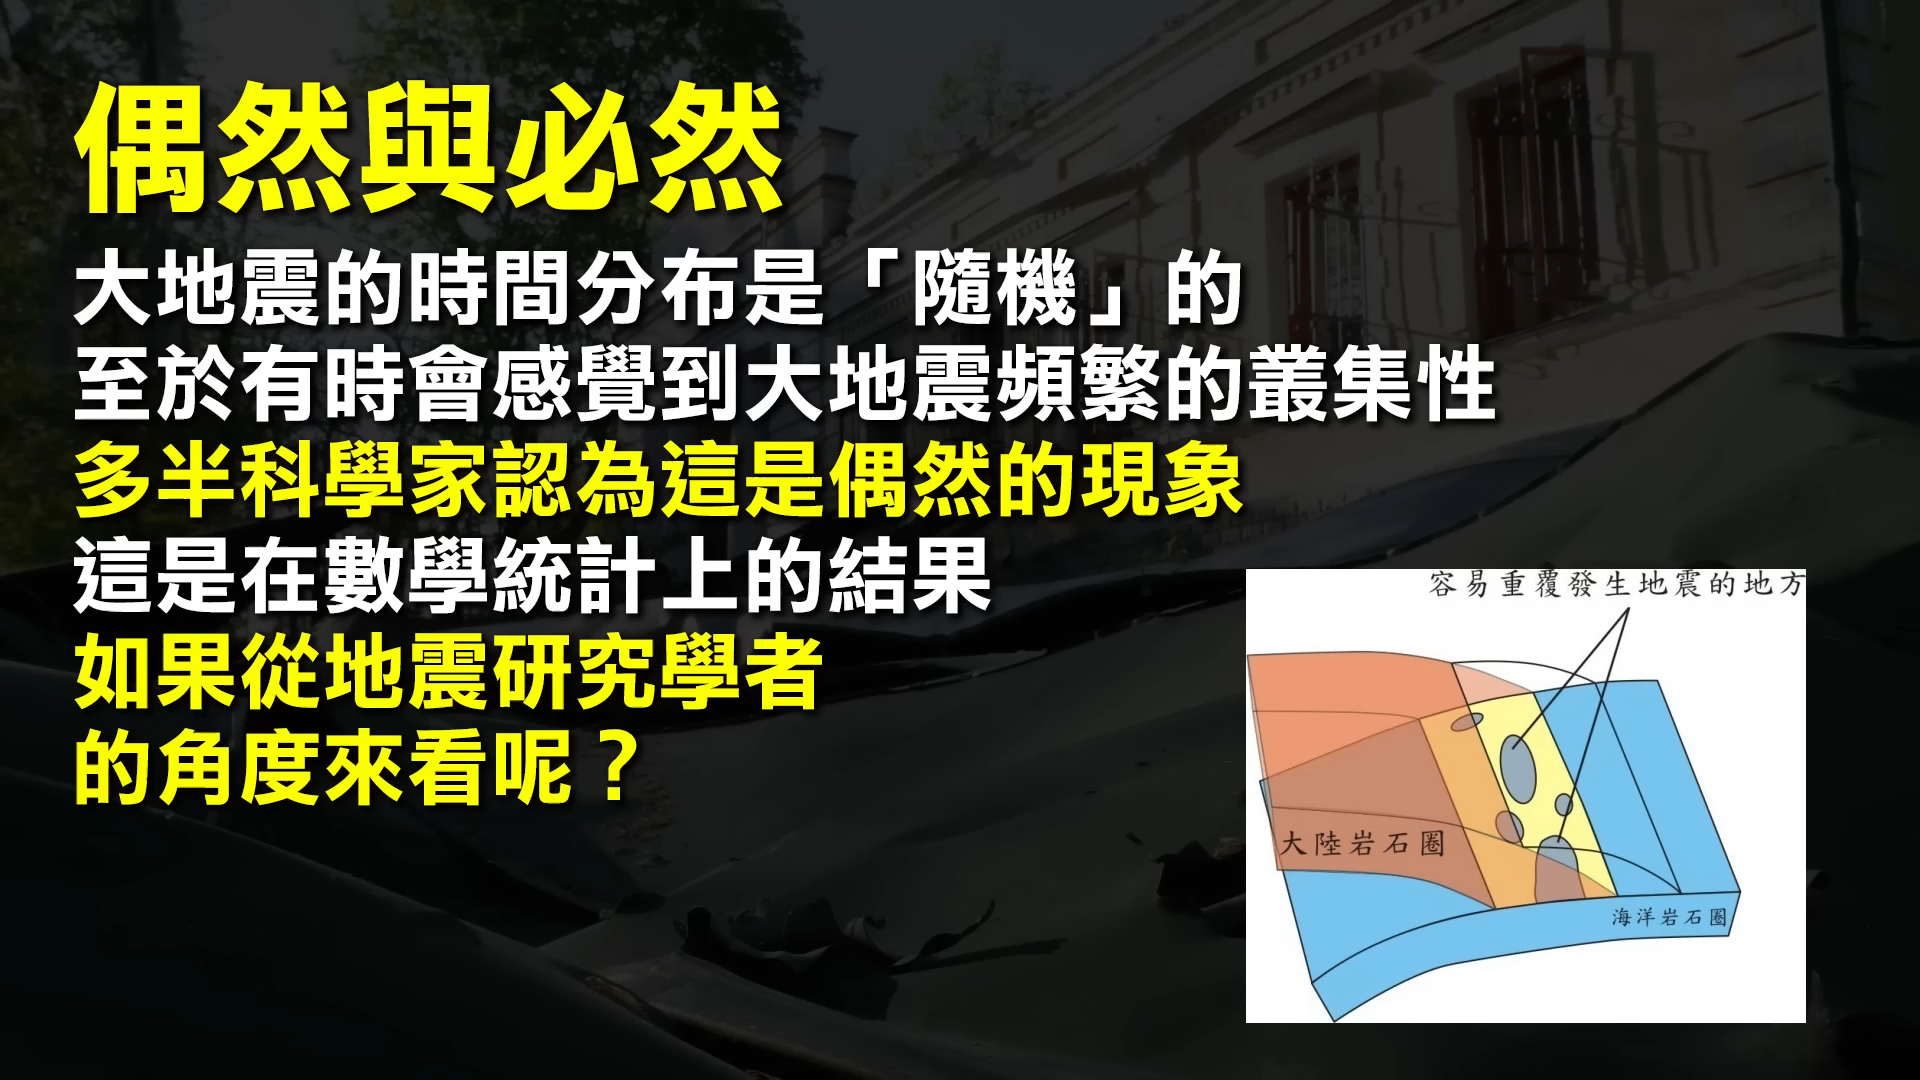 偶然與必然
大地震的時間分布是「隨機」的
至於有時會感覺到大地震頻繁的叢集性
多半科學家認為這是偶然的現象
這是在數學統計上的結果
如果從地震研究學者
的角度來看呢？
容易重覆發生地震的地方
大陸岩石圈
海洋岩石圈